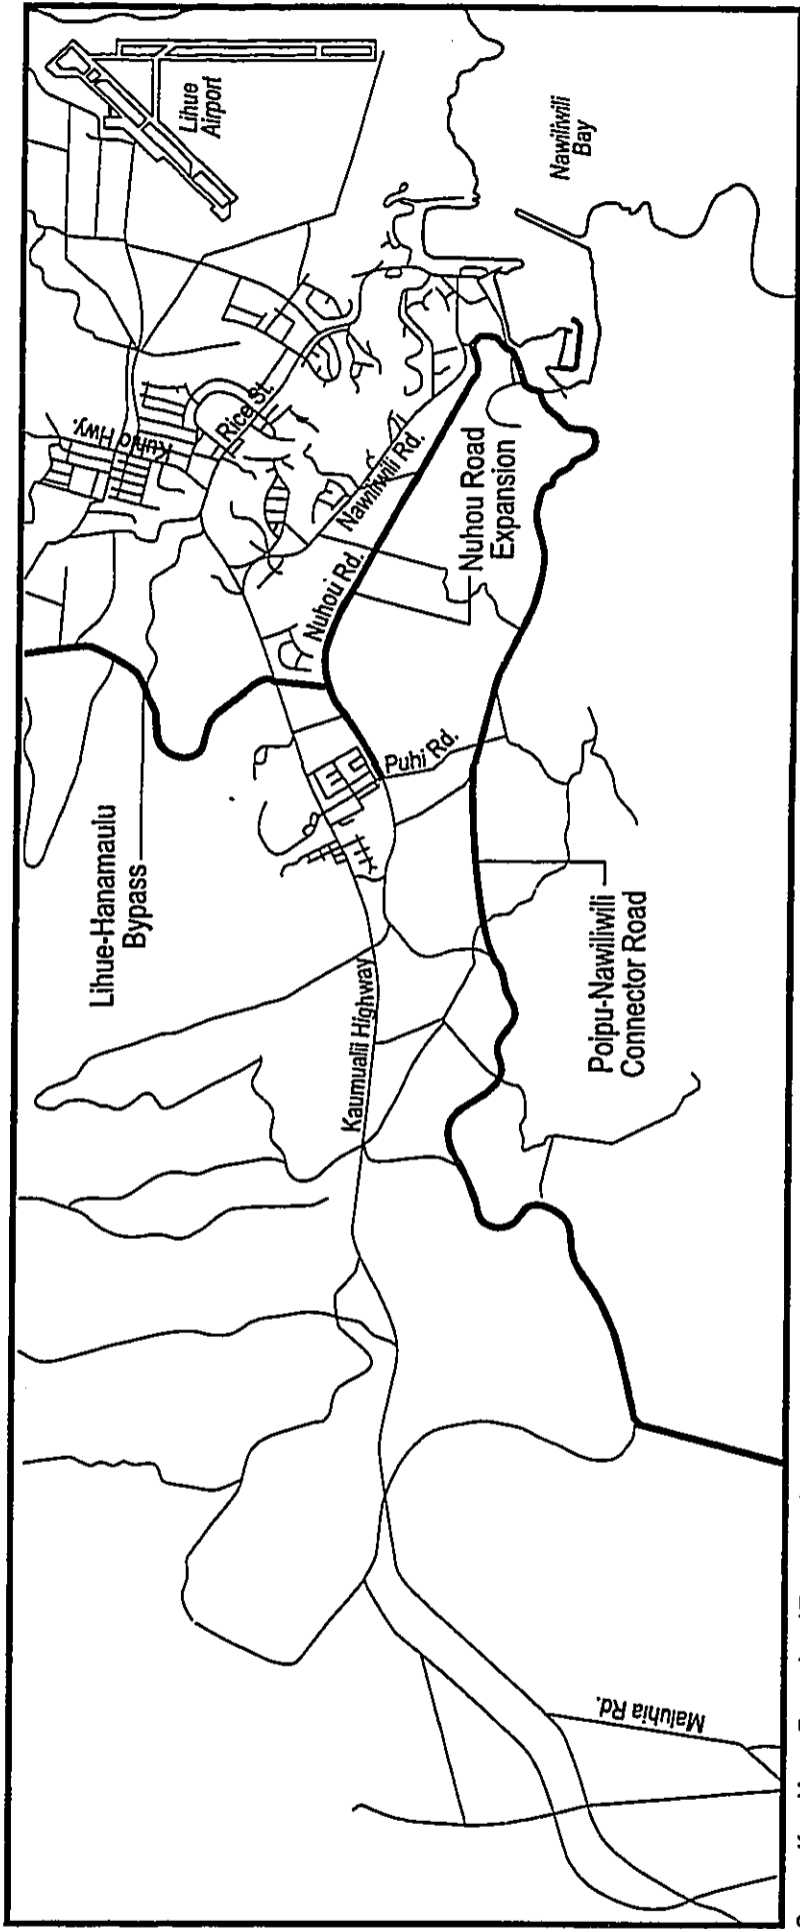 Lihue
Airport
Nawiliwili
Bay
Kuhio Hwy.
Rice St.
Nawiliwili Rd.
Nuhou Rd.
Nuhou Road
Expansion
Puhi Rd.
Lihue-Hanamaulu
Bypass
Kaumualii Highway
Poipu-Nawiliwili
Connector Road
Maluhia Rd.